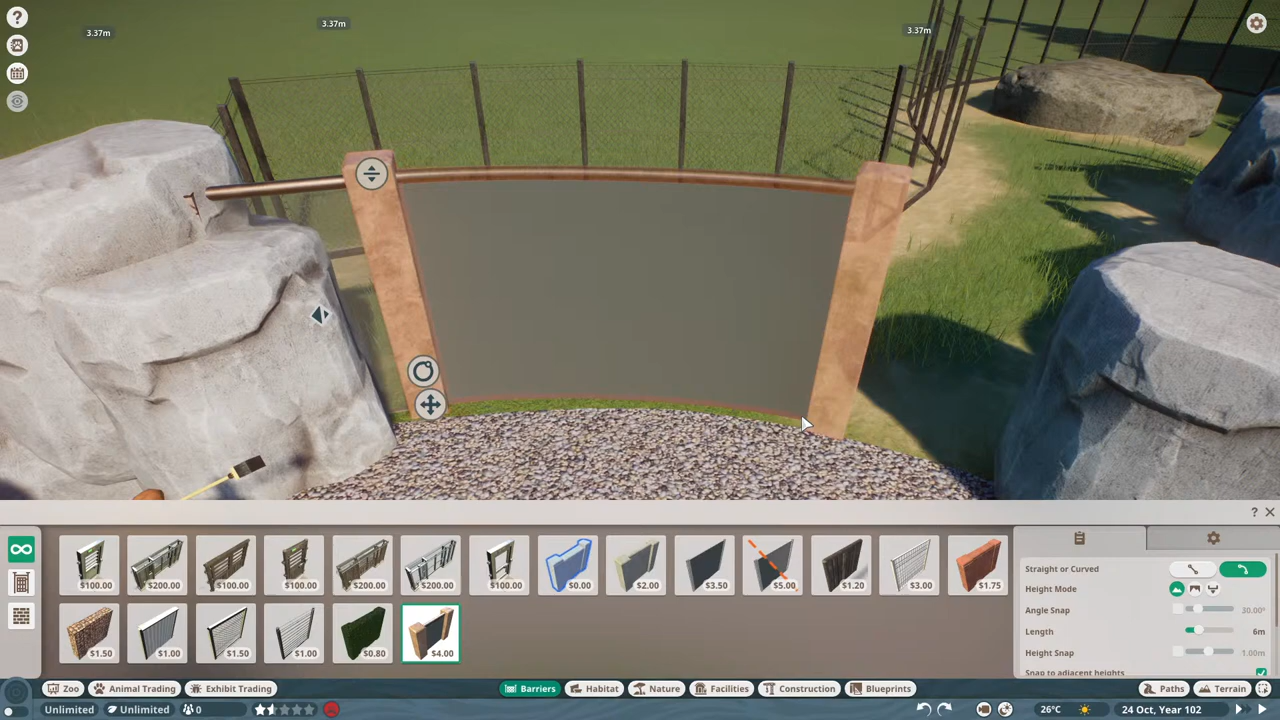 3.37m
3.37m
3.37m
?
?
$100.00
$200.00
$100.00
$100.00
$200.00
$200.00
$100.00
$0.00
$2.00
$3.50
$5.00
$1.20
$3.00
$1.75
$1.50
$1.00
$1.50
$1.00
$0.80
$4.00
Straight or Curved
Height Mode
Angle Snap 30.00°
Length 6m
Height Snap 1.00m
Snap to adjacent heights
Zoo Animal Trading Exhibit Trading Barriers Habitat Nature Facilities Construction Blueprints Paths Terrain
Unlimited Unlimited 0 26°C 24 Oct, Year 102